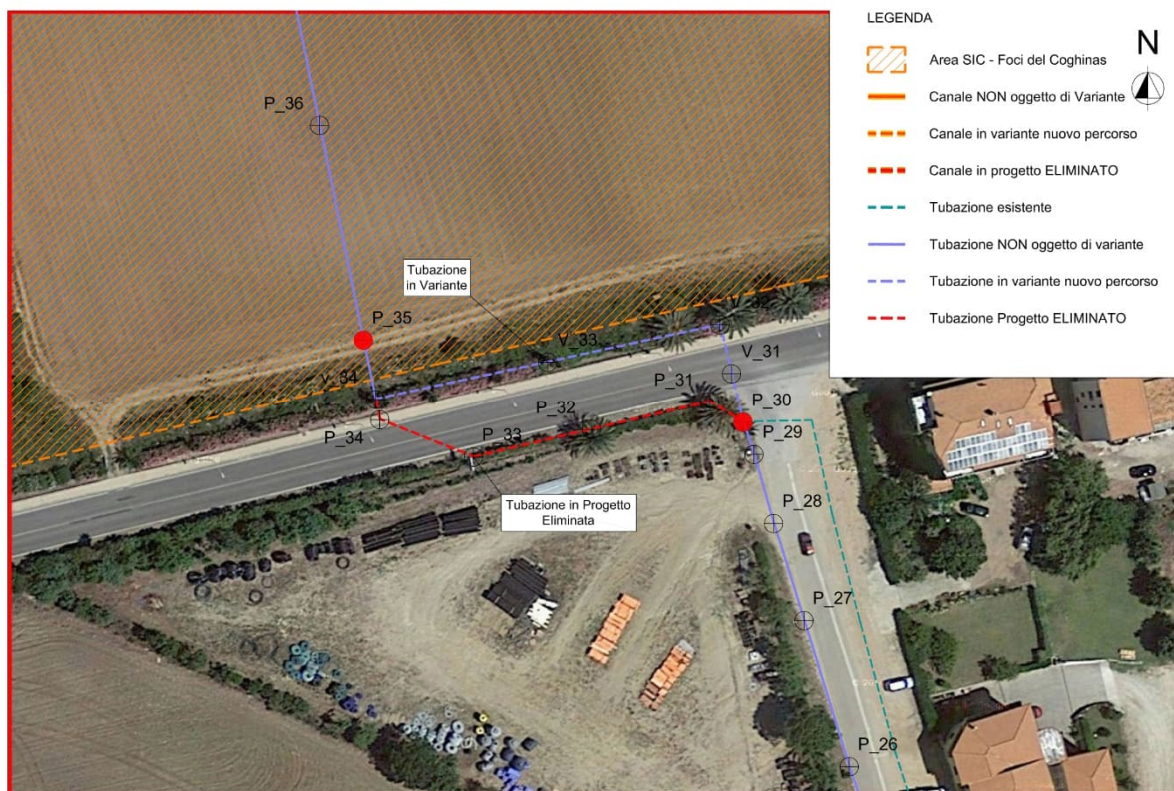 LEGENDA
N
Area SIC - Foci del Coghinas
Canale NON oggetto di Variante
Canale in variante nuovo percorso
Canale in progetto ELIMINATO
Tubazione esistente
Tubazione NON oggetto di variante
Tubazione in variante nuovo percorso
Tubazione Progetto ELIMINATO
P_36
Tubazione
in Variante
P_35
V_32
V_33
V_31
V_34
P_31
P_30
P_32
P_34
P_33
P_29
Tubazione in Progetto
Eliminata
P_28
P_27
P_26